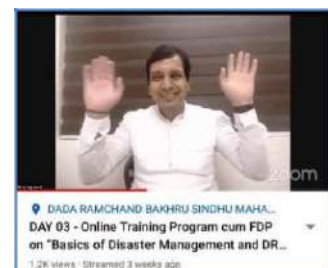 zoom
DADA RAMCHAND BAKHRU SINDHU MAHA...
DAY 03 - Online Training Program cum FDP
on "Basics of Disaster Management and DR...
1.2K views · Streamed 3 weeks ago